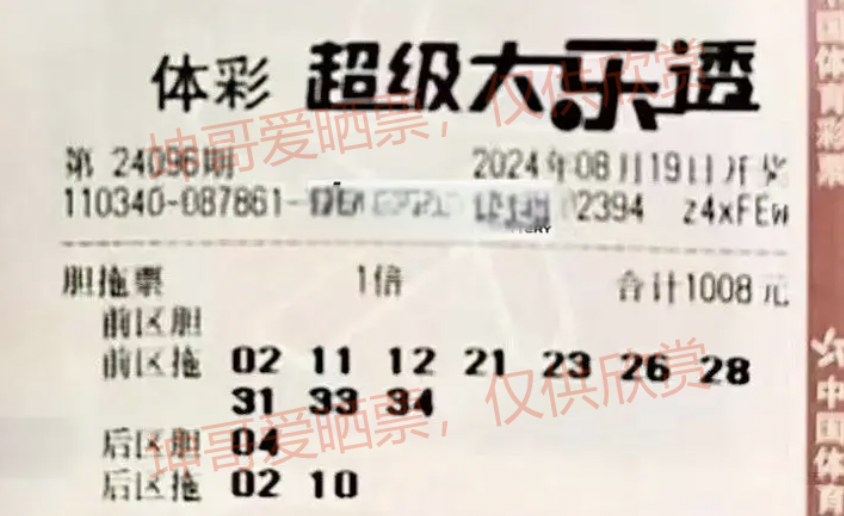 体彩 超级大乐透
坤哥爱晒票，仅供欣赏
第 24096期 2024年08月19日开奖
110340-087861- 02394 z4xFEw
胆拖票 1倍 合计1008元
前区胆
前区拖 02 11 12 21 23 26 28
31 33 34
坤哥爱晒票，仅供欣赏
后区胆 04
后区拖 02 10
中国体育彩票
中国体育